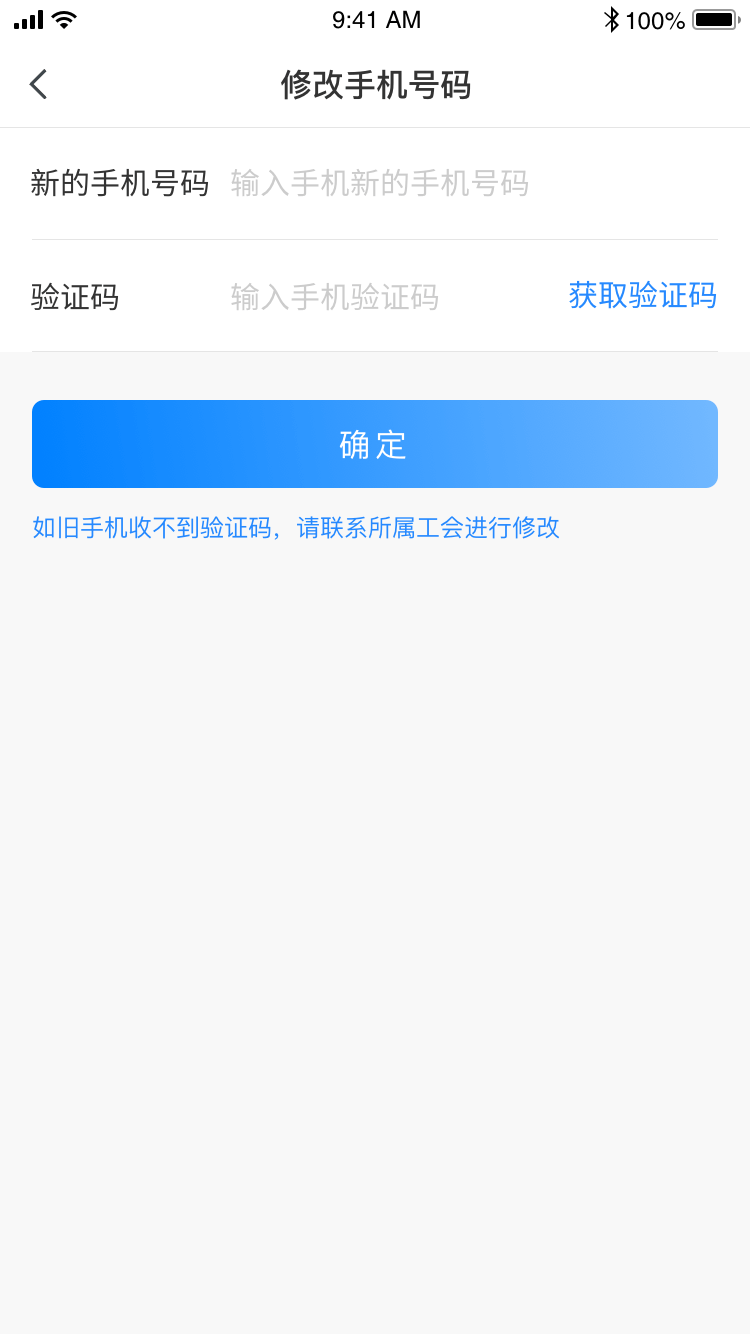 9:41 AM
100%
修改手机号码
新的手机号码 输入手机新的手机号码
验证码 输入手机验证码 获取验证码
确定
如旧手机收不到验证码，请联系所属工会进行修改